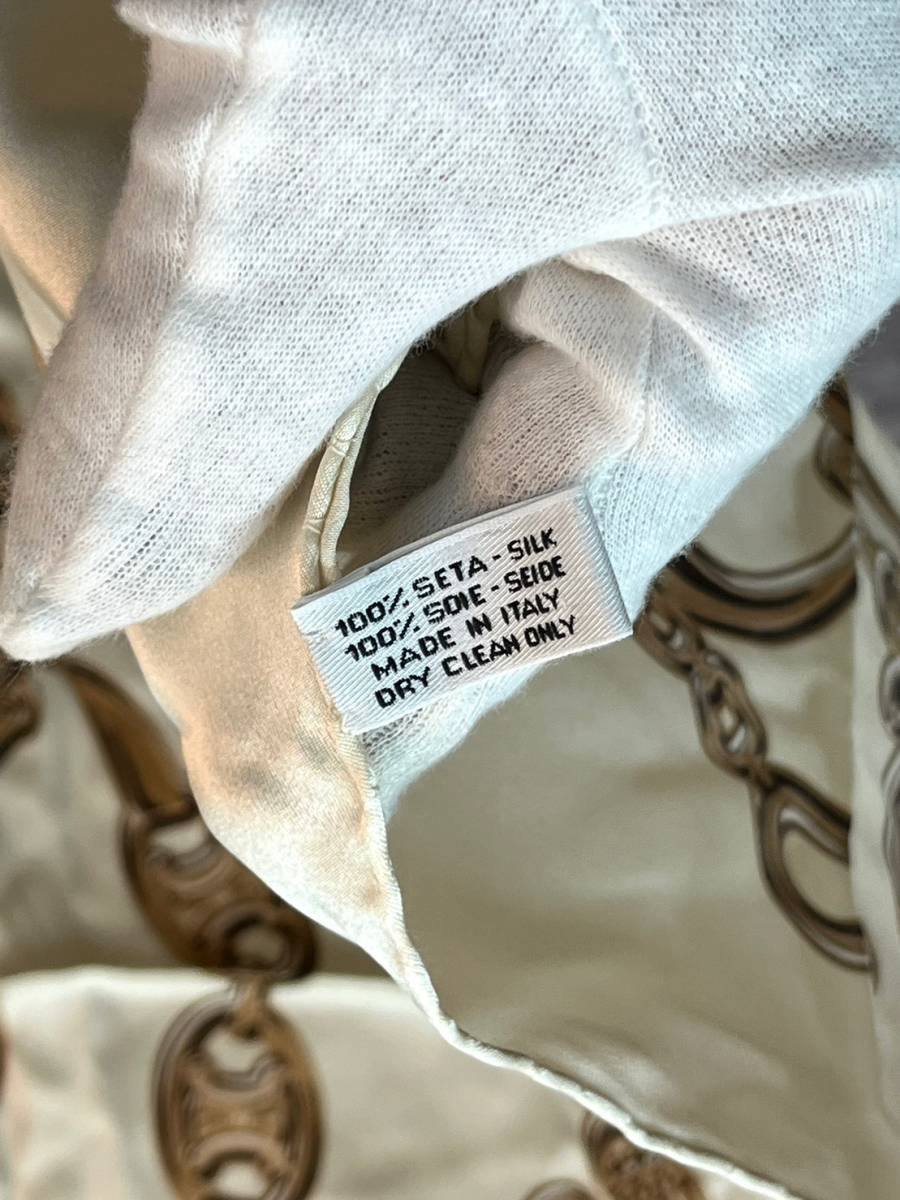 100% SETA - SILK
100% SOIE - SEIDE
MADE IN ITALY
DRY CLEAN ONLY